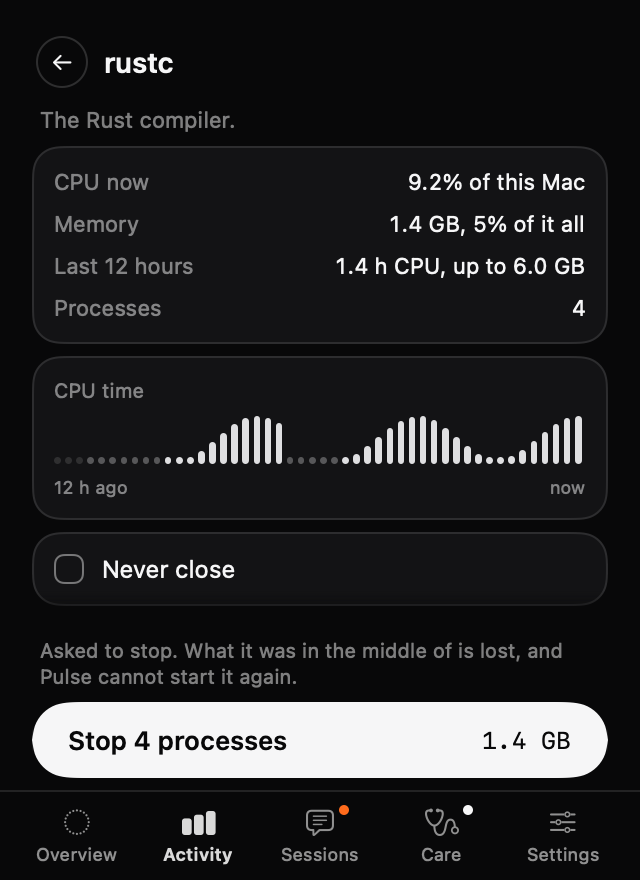 rustc
The Rust compiler.
CPU now 9.2% of this Mac
Memory 1.4 GB, 5% of it all
Last 12 hours 1.4 h CPU, up to 6.0 GB
Processes 4
CPU time
12 h ago now
Never close
Asked to stop. What it was in the middle of is lost, and
Pulse cannot start it again.
Stop 4 processes 1.4 GB
Overview Activity Sessions Care Settings